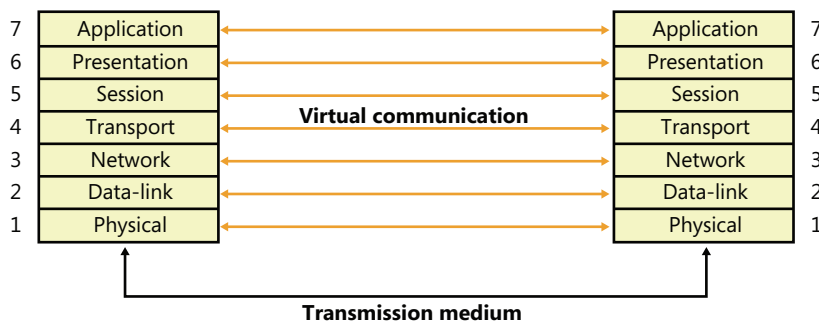 7 Application Application 7
6 Presentation Presentation 6
5 Session Session 5
Virtual communication
4 Transport Transport 4
3 Network Network 3
2 Data-link Data-link 2
1 Physical Physical 1
Transmission medium